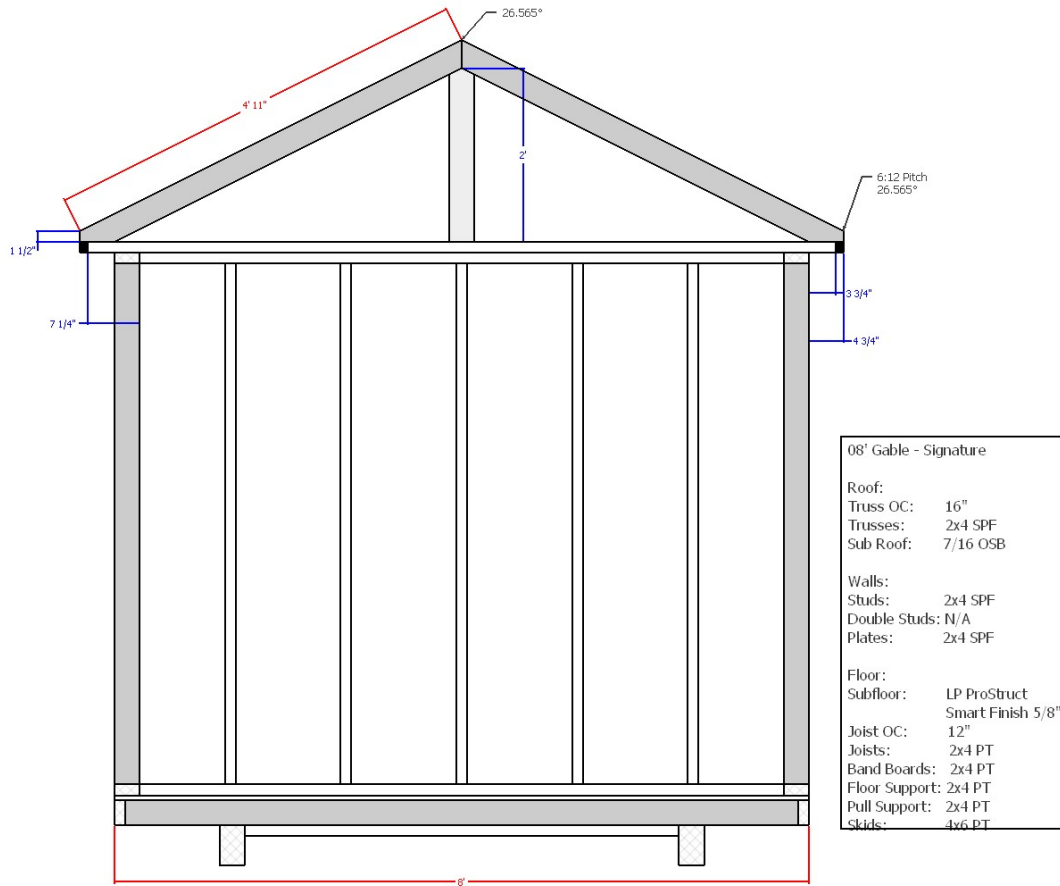 26.565°
4' 11"
2'
6:12 Pitch
26.565°
1 1/2"
3 3/4"
7 1/4"
4 3/4"
08' Gable - Signature
Roof:
Truss OC: 16"
Trusses: 2x4 SPF
Sub Roof: 7/16 OSB
Walls:
Studs: 2x4 SPF
Double Studs: N/A
Plates: 2x4 SPF
Floor:
Subfloor: LP ProStruct
Smart Finish 5/8"
Joist OC: 12"
Joists: 2x4 PT
Band Boards: 2x4 PT
Floor Support: 2x4 PT
Pull Support: 2x4 PT
Skids: 4x6 PT
8'